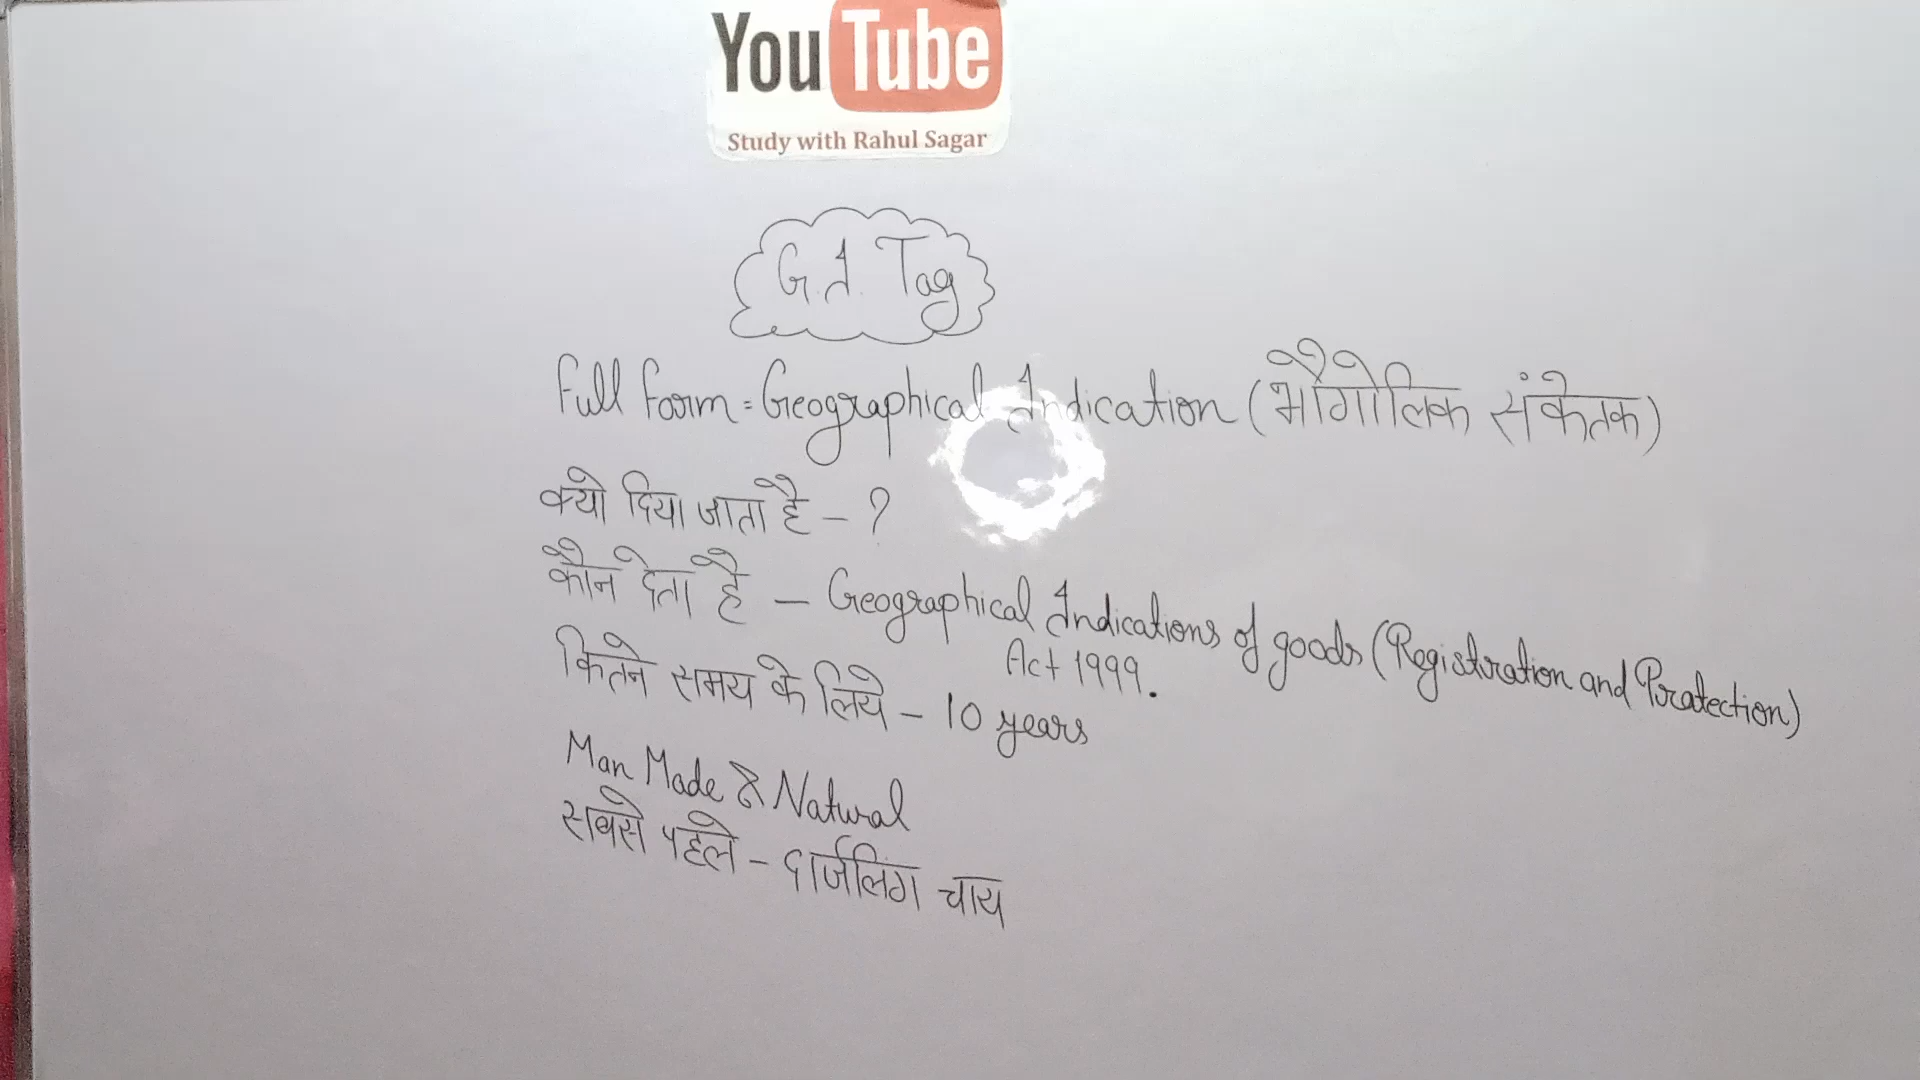 YouTube
Study with Rahul Sagar
G.I. Tag
Full Form = Geographical Indication (भौगोलिक संकेतक)
क्यो दिया जाता है - ?
कौन देता है - Geographical Indications of goods (Registration and Protection)
Act 1999.
कितने समय के लिये - 10 years
Man Made & Natural
सबसे पहले - दार्जलिंग चाय